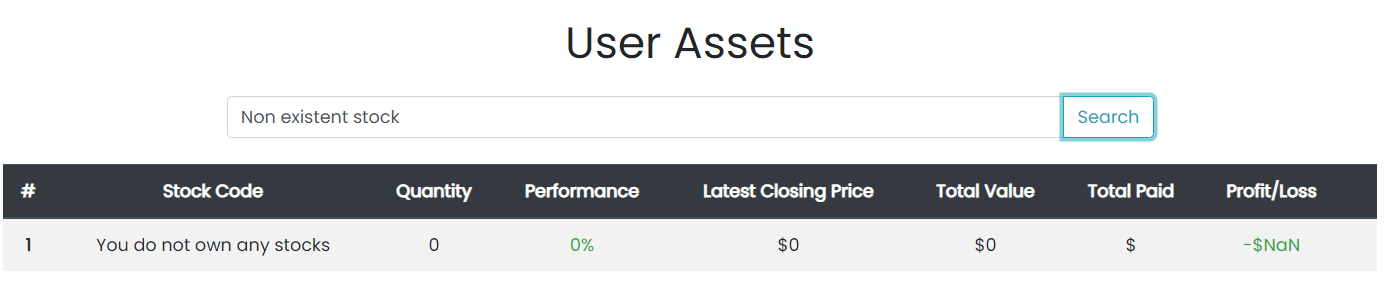 User Assets
Non existent stock Search
# Stock Code Quantity Performance Latest Closing Price Total Value Total Paid Profit/Loss
1 You do not own any stocks 0 0% $0 $0 $ -$NaN